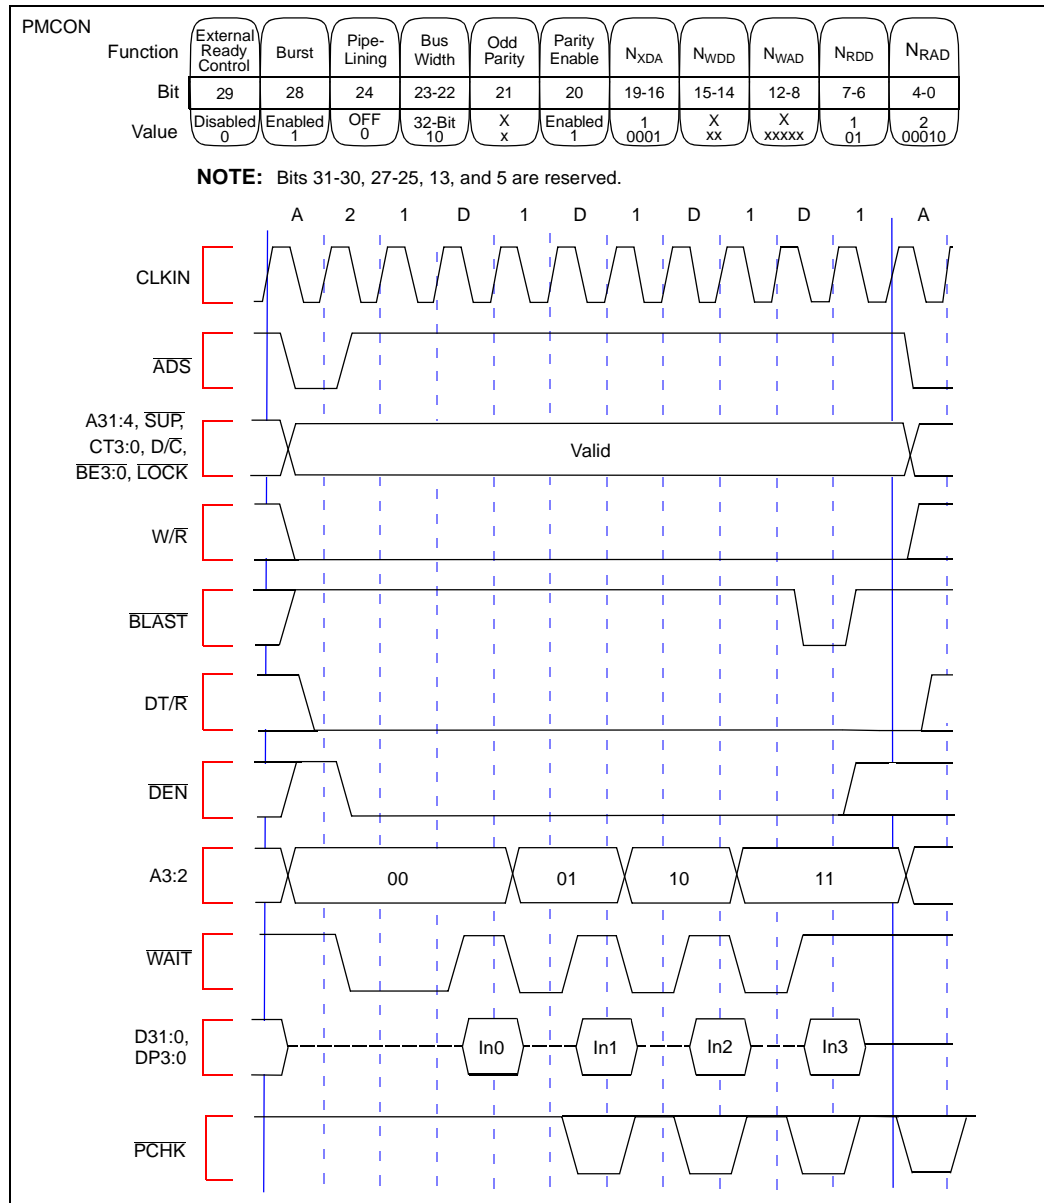 PMCON
Function External Ready Control Burst Pipe-Lining Bus Width Odd Parity Parity Enable NXDA NWDD NWAD NRDD NRAD
Bit 29 28 24 23-22 21 20 19-16 15-14 12-8 7-6 4-0
Value Disabled 0 Enabled 1 OFF 0 32-Bit 10 X x Enabled 1 1 0001 X xx X xxxxx 1 01 2 00010
NOTE: Bits 31-30, 27-25, 13, and 5 are reserved.
A 2 1 D 1 D 1 D 1 D 1 A
CLKIN
ADS
A31:4, SUP,
CT3:0, D/C,
BE3:0, LOCK
Valid
W/R
BLAST
DT/R
DEN
A3:2 00 01 10 11
WAIT
D31:0,
DP3:0
In0 In1 In2 In3
PCHK